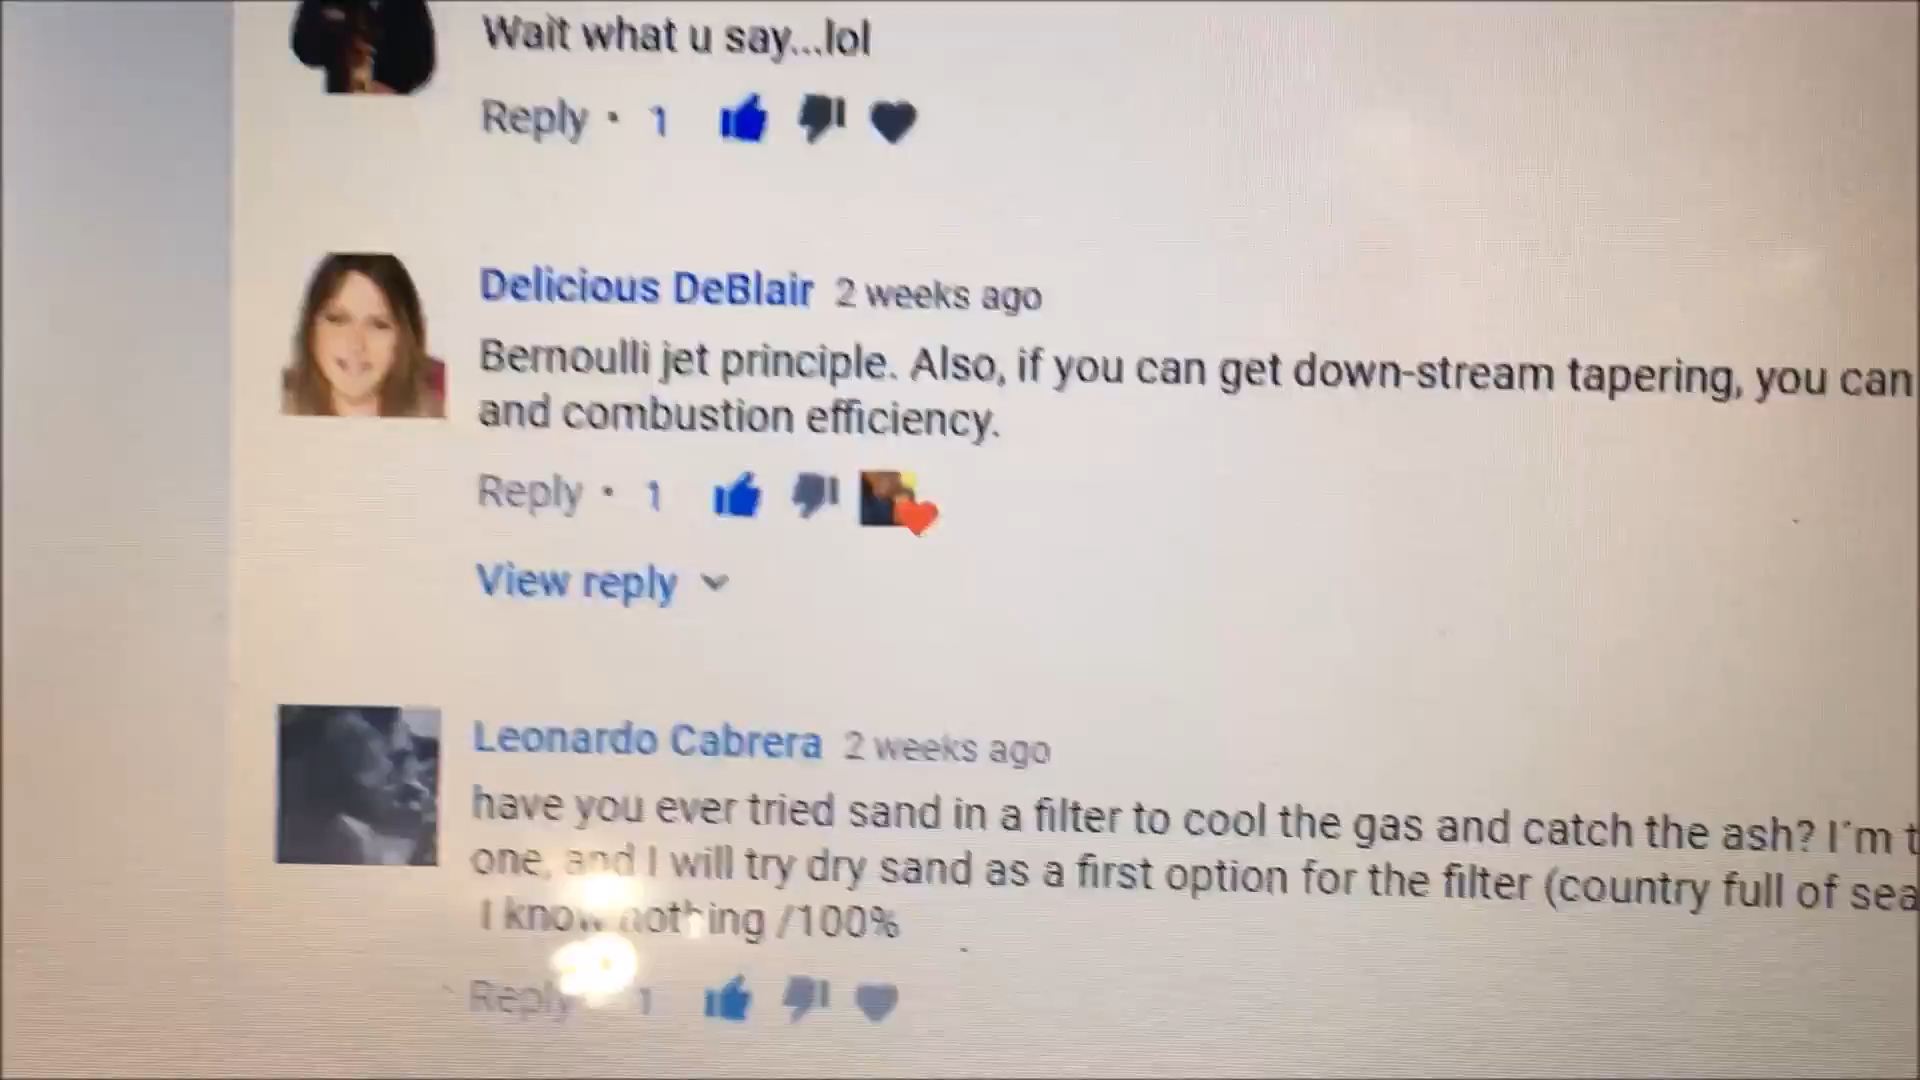 Wait what u say...lol
Reply • 1
Delicious DeBlair 2 weeks ago
Bernoulli jet principle. Also, if you can get down-stream tapering, you can
and combustion efficiency.
Reply • 1
View reply
Leonardo Cabrera 2 weeks ago
have you ever tried sand in a filter to cool the gas and catch the ash? I´m t
one, and I will try dry sand as a first option for the filter (country full of sea
I know nothing /100%
Reply 1